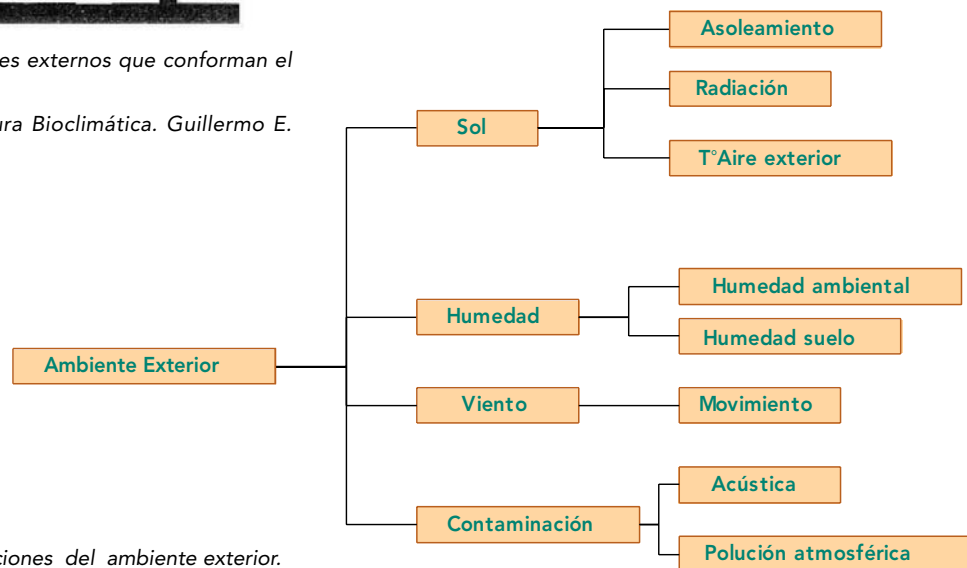 es externos que conforman el
ura Bioclimática. Guillermo E.
Asoleamiento
Radiación
Sol
T°Aire exterior
Humedad ambiental
Humedad
Humedad suelo
Ambiente Exterior
Viento
Movimiento
Acústica
Contaminación
Polución atmosférica
ciones del ambiente exterior.